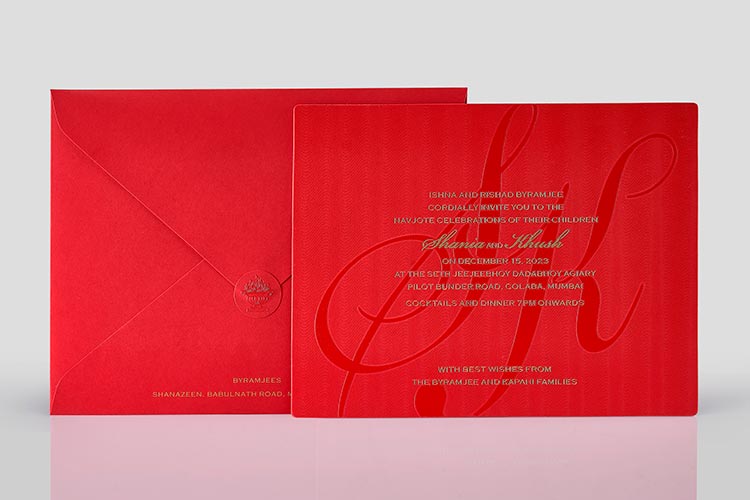 ISHNA AND RISHAD BYRAMJEE
CORDIALLY INVITE YOU TO THE
NAVJOTE CELEBRATIONS OF THEIR CHILDREN
Shania AND Khush
ON DECEMBER 15, 2023
AT THE SETH JEEJEEBHOY DADABHOY AGIARY
PILOT BUNDER ROAD, COLABA, MUMBAI
COCKTAILS AND DINNER 7PM ONWARDS
WITH BEST WISHES FROM
THE BYRAMJEE AND KAPAHI FAMILIES
SK
BYRAMJEES
SHANAZEEN, BABULNATH ROAD,